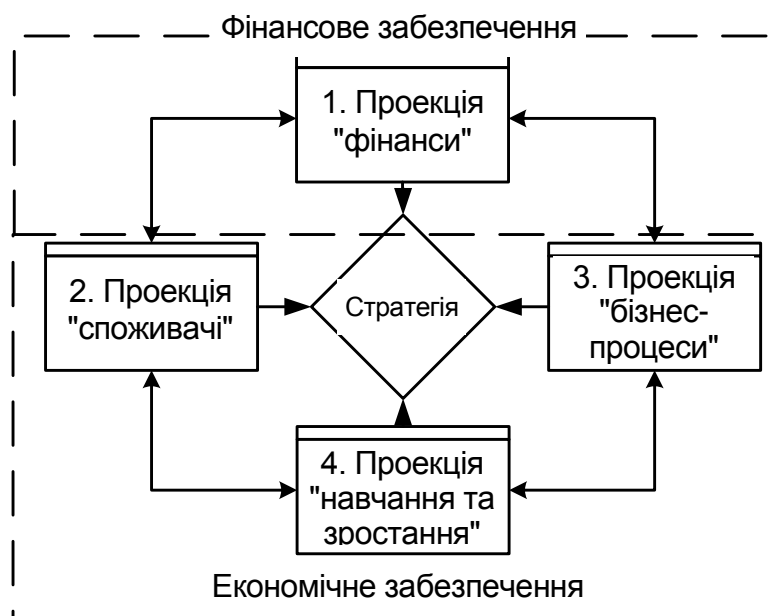 Фінансове забезпечення
1. Проекція
"фінанси"
2. Проекція
"споживачі"
Стратегія
3. Проекція
"бізнес-
процеси"
4. Проекція
"навчання та
зростання"
Економічне забезпечення